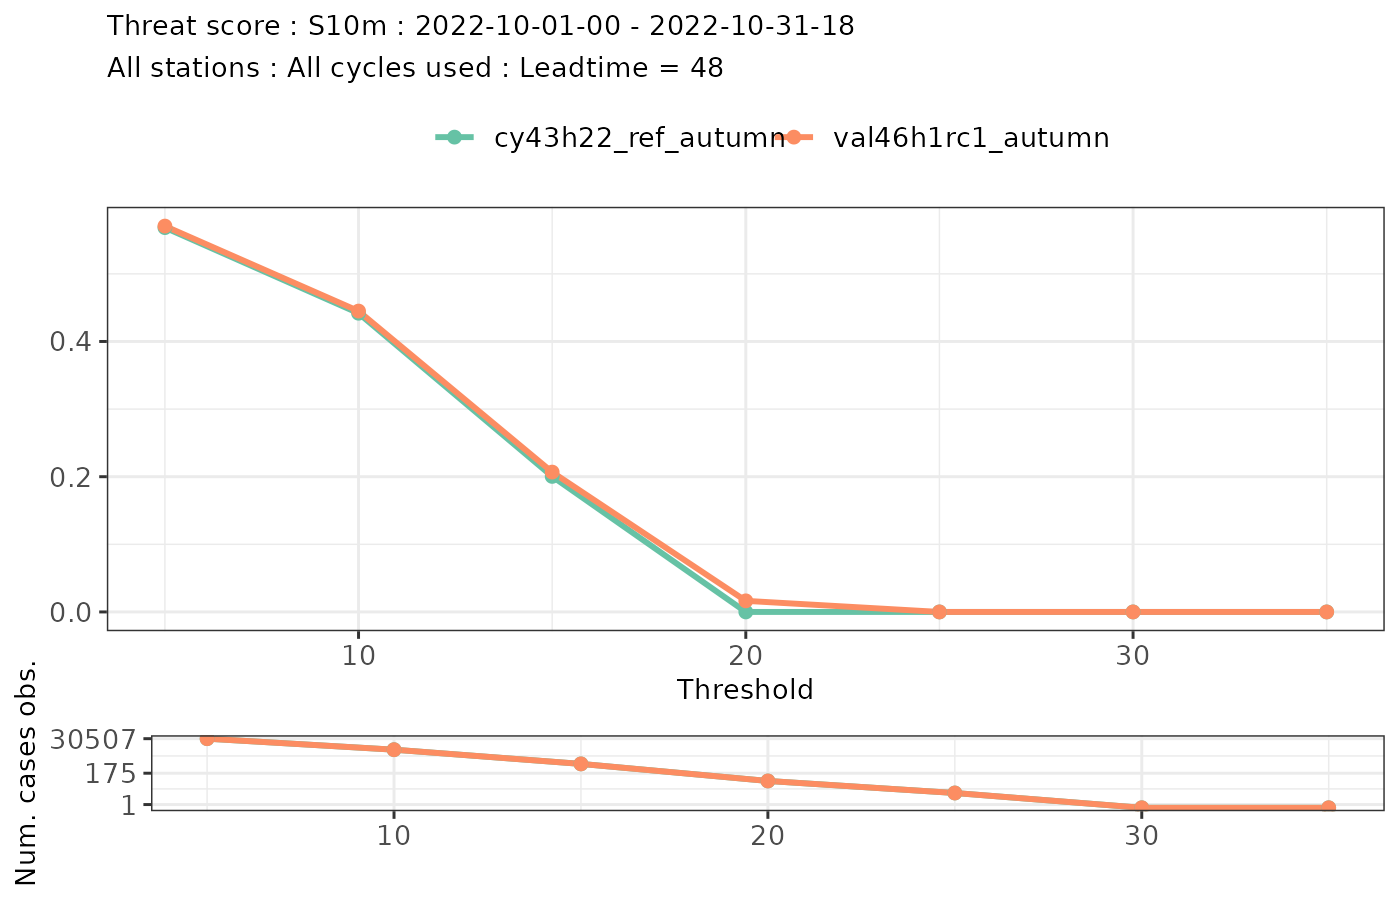 Threat score : S10m : 2022-10-01-00 - 2022-10-31-18
All stations : All cycles used : Leadtime = 48
cy43h22_ref_autumn val46h1rc1_autumn
0.4
0.2
0.0
10 20 30
Threshold
Num. cases obs.
30507
175
1
10 20 30